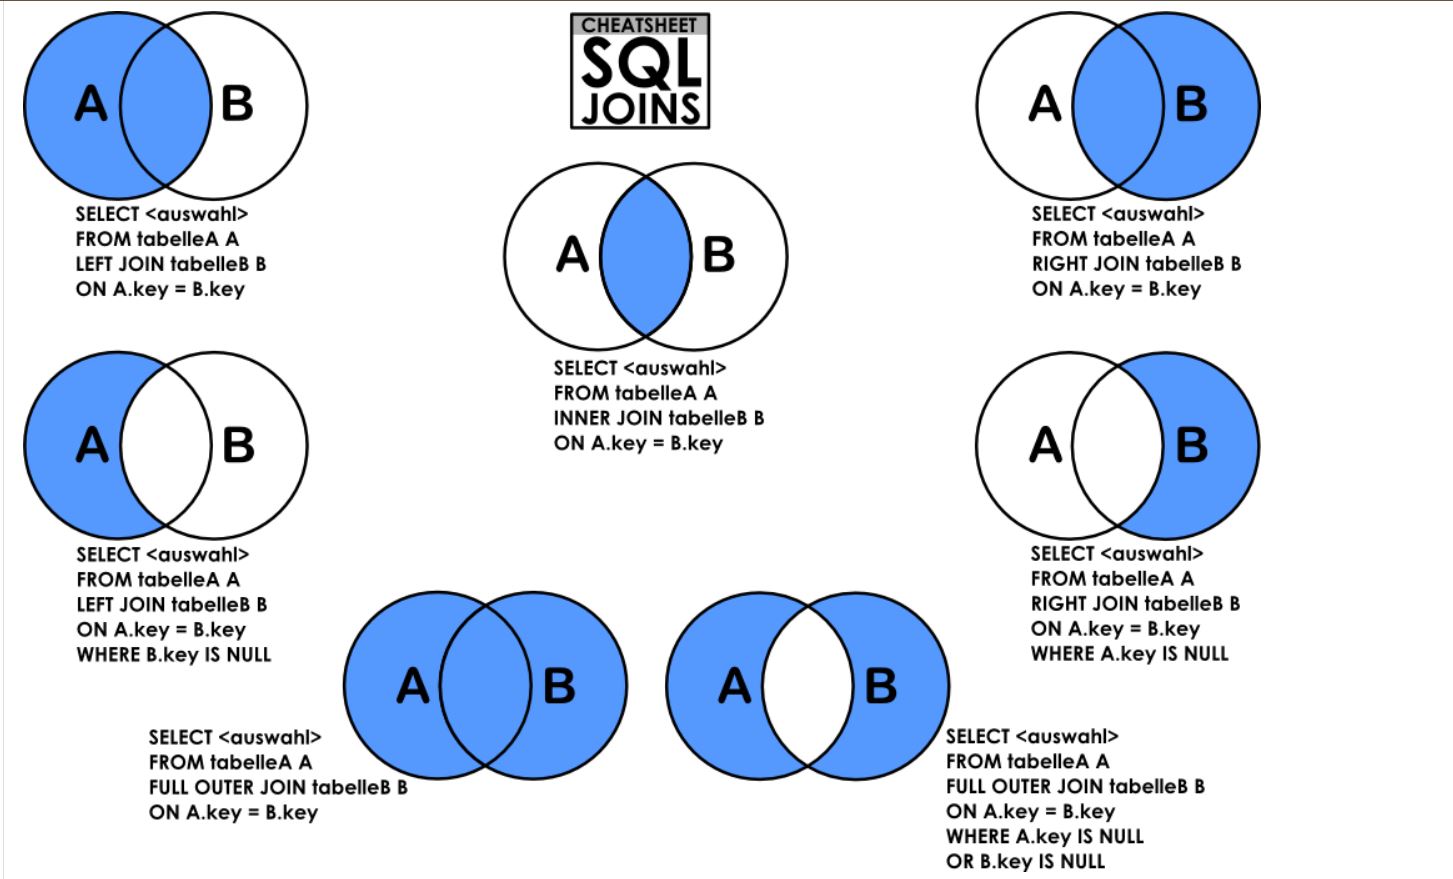 CHEATSHEET
SQL
JOINS
A B
SELECT <auswahl>
FROM tabelleA A
LEFT JOIN tabelleB B
ON A.key = B.key
A B
SELECT <auswahl>
FROM tabelleA A
INNER JOIN tabelleB B
ON A.key = B.key
A B
SELECT <auswahl>
FROM tabelleA A
RIGHT JOIN tabelleB B
ON A.key = B.key
A B
SELECT <auswahl>
FROM tabelleA A
LEFT JOIN tabelleB B
ON A.key = B.key
WHERE B.key IS NULL
A B
SELECT <auswahl>
FROM tabelleA A
RIGHT JOIN tabelleB B
ON A.key = B.key
WHERE A.key IS NULL
A B
SELECT <auswahl>
FROM tabelleA A
FULL OUTER JOIN tabelleB B
ON A.key = B.key
A B
SELECT <auswahl>
FROM tabelleA A
FULL OUTER JOIN tabelleB B
ON A.key = B.key
WHERE A.key IS NULL
OR B.key IS NULL